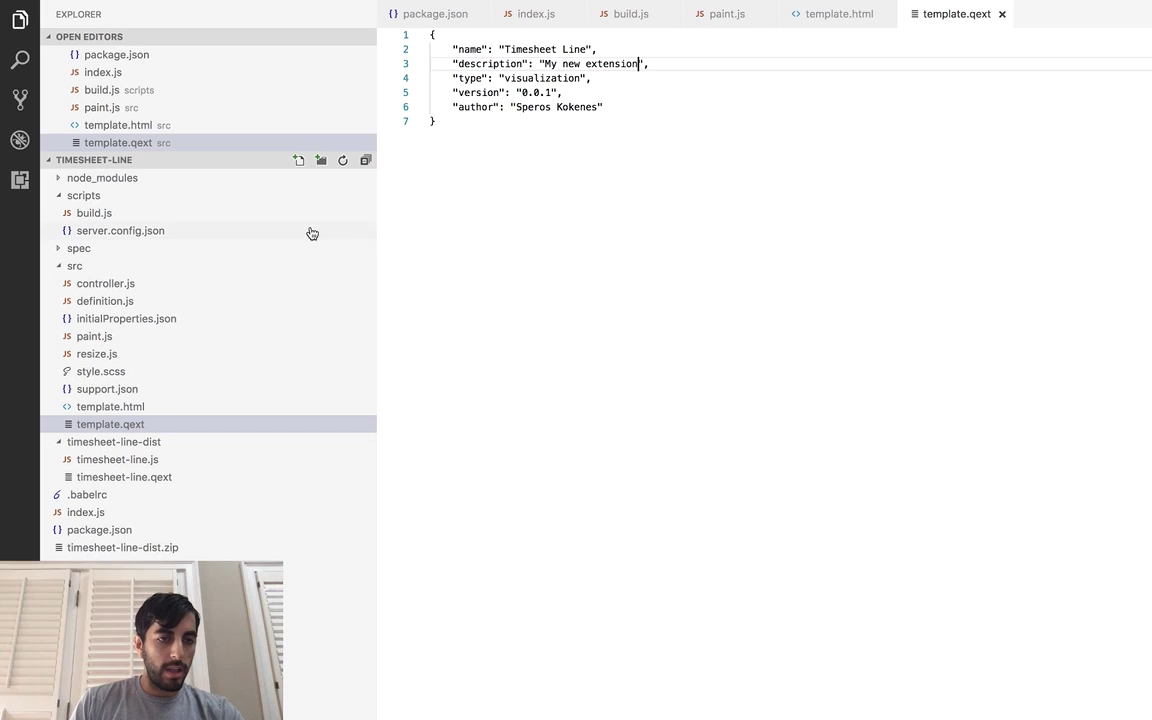 EXPLORER
OPEN EDITORS
package.json
index.js
build.js scripts
paint.js src
template.html src
template.qext src
TIMESHEET-LINE
node_modules
scripts
build.js
server.config.json
spec
src
controller.js
definition.js
initialProperties.json
paint.js
resize.js
style.scss
support.json
template.html
template.qext
timesheet-line-dist
timesheet-line.js
timesheet-line.qext
.babelrc
index.js
package.json
timesheet-line-dist.zip
package.json index.js build.js paint.js template.html template.qext
1 {
2 "name": "Timesheet Line",
3 "description": "My new extension",
4 "type": "visualization",
5 "version": "0.0.1",
6 "author": "Speros Kokenes"
7 }